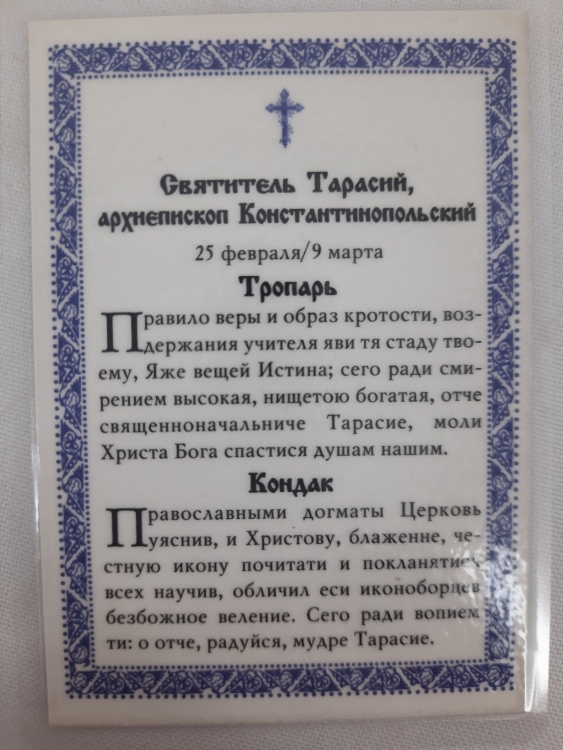 Святитель Тарасий,
архиепископ Константинопольский
25 февраля/9 марта
Тропарь
Правило веры и образ кротости, воз-
держания учителя яви тя стаду тво-
ему, Яже вещей Истина; сего ради сми-
рением высокая, нищетою богатая, отче
священноначальниче Тарасие, моли
Христа Бога спастися душам нашим.
Кондак
Православными догматы Церковь
уяснив, и Христову, блаженне, че-
стную икону почитати и покланятися
всех научив, обличил еси иконоборцев
безбожное веление. Сего ради вопием
ти: о отче, радуйся, мудре Тарасие.